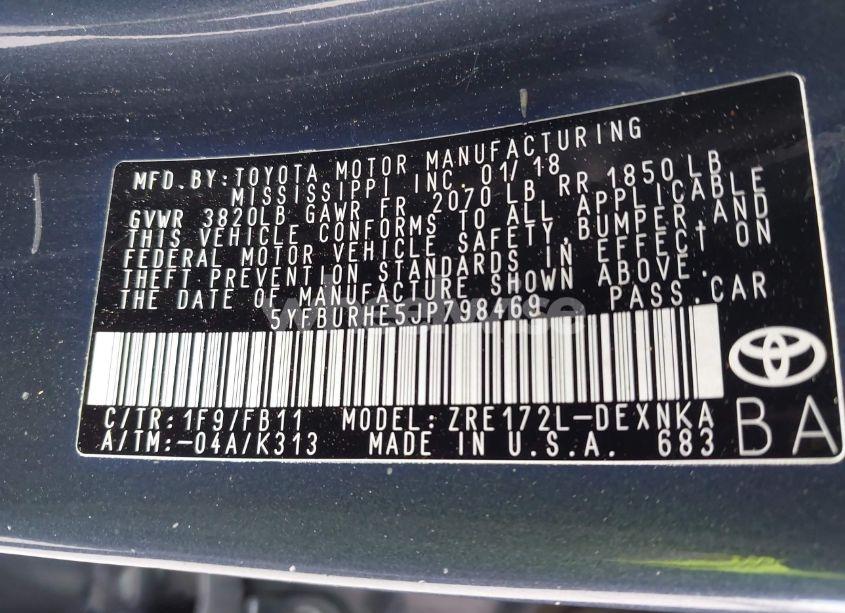 MFD. BY: TOYOTA MOTOR MANUFACTURING
MISSISSIPPI INC. 01/18
GVWR 3820LB GAWR FR 2070 LB RR 1850 LB
THIS VEHICLE CONFORMS TO ALL APPLICABLE
FEDERAL MOTOR VEHICLE SAFETY, BUMPER, AND
THEFT PREVENTION STANDARDS IN EFFECT ON
THE DATE OF MANUFACTURE SHOWN ABOVE.
5YFBURHE5JP798469 PASS.CAR
C/TR: 1F9/FB11 MODEL: ZRE172L-DEXNKA
A/TM: -04A/K313 MADE IN U.S.A. 683
BA